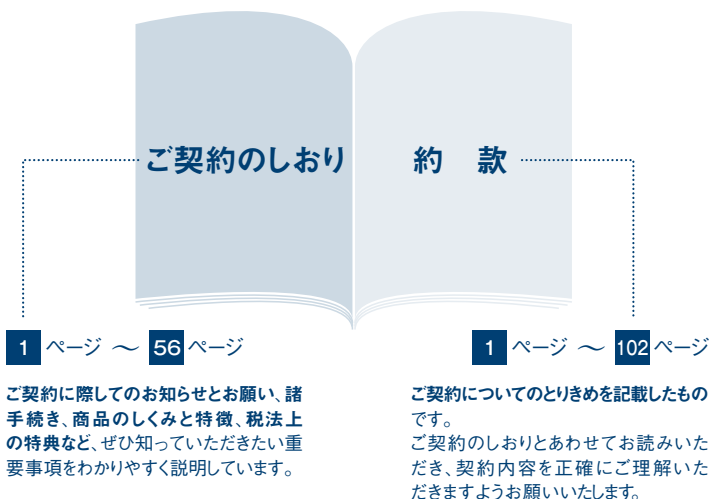 ご契約のしおり
約 款
1 ページ ～ 56 ページ
ご契約に際してのお知らせとお願い、諸
手続き、商品のしくみと特徴、税法上
の特典など、ぜひ知っていただきたい重
要事項をわかりやすく説明しています。
1 ページ ～ 102 ページ
ご契約についてのとりきめを記載したもの
です。
ご契約のしおりとあわせてお読みいた
だき、契約内容を正確にご理解いた
だきますようお願いいたします。